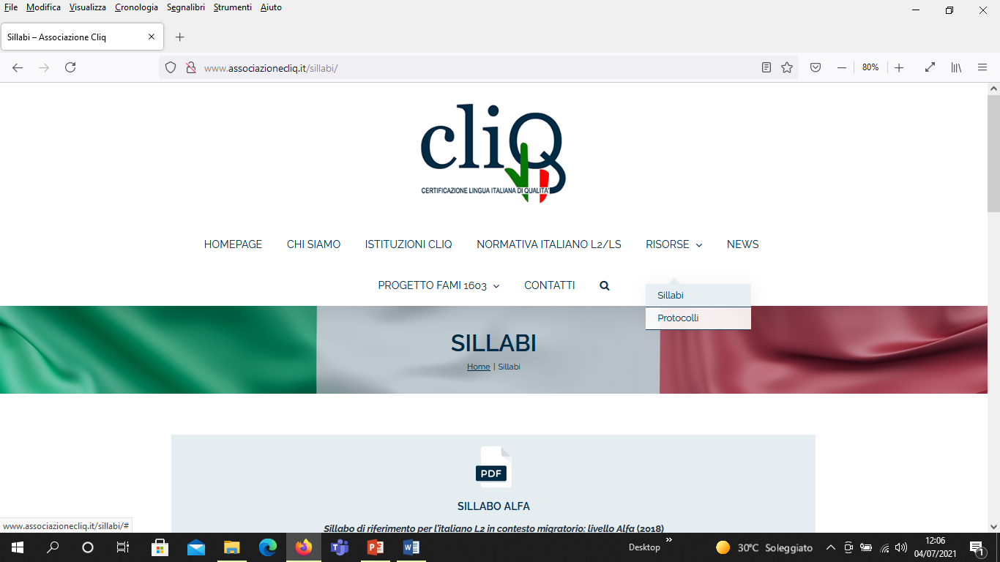 File Modifica Visualizza Cronologia Segnalibri Strumenti Aiuto
Sillabi – Associazione Cliq
www.associazionecliq.it/sillabi/
80%
cliQ
CERTIFICAZIONE LINGUA ITALIANA DI QUALITA'
HOMEPAGE CHI SIAMO ISTITUZIONI CLIQ NORMATIVA ITALIANO L2/LS RISORSE NEWS
PROGETTO FAMI 1603 CONTATTI
Sillabi
Protocolli
SILLABI
Home | Sillabi
PDF
SILLABO ALFA
Sillabo di riferimento per l'italiano L2 in contesto migratorio: livello Alfa (2018)
www.associazionecliq.it/sillabi/#
Desktop
30°C Soleggiato
12:06
04/07/2021
1